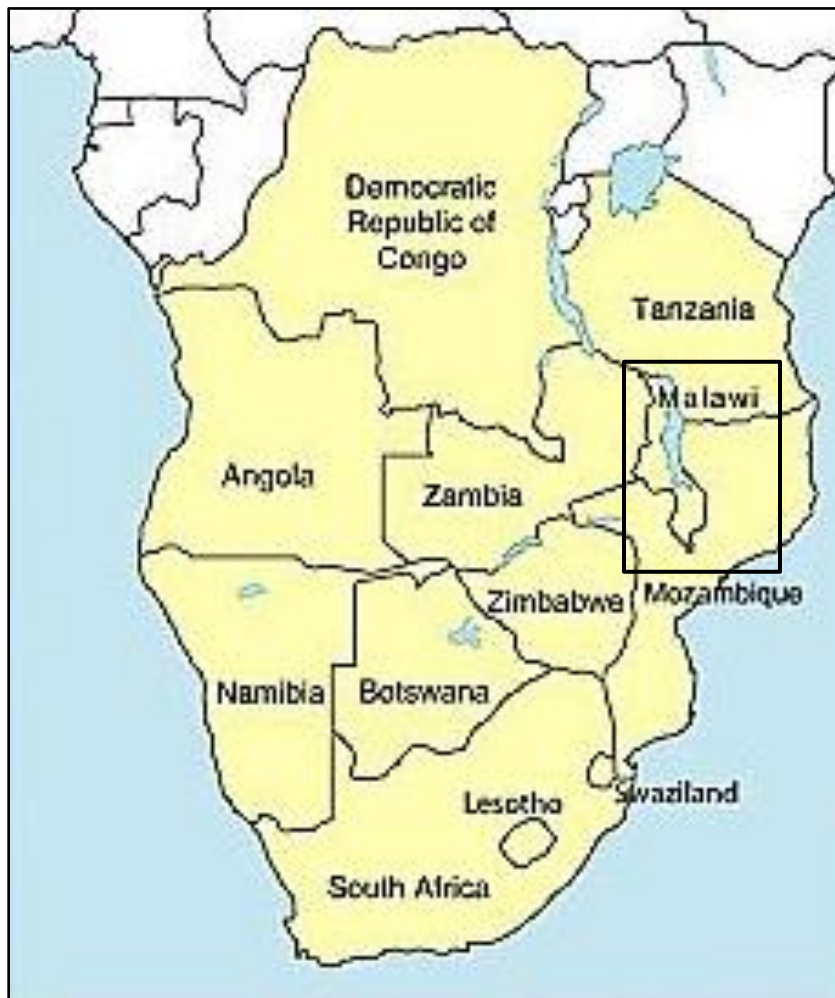 Democratic
Republic of
Congo
Tanzania
Malawi
Angola
Zambia
Zimbabwe
Mozambique
Namibia
Botswana
Swaziland
Lesotho
South Africa